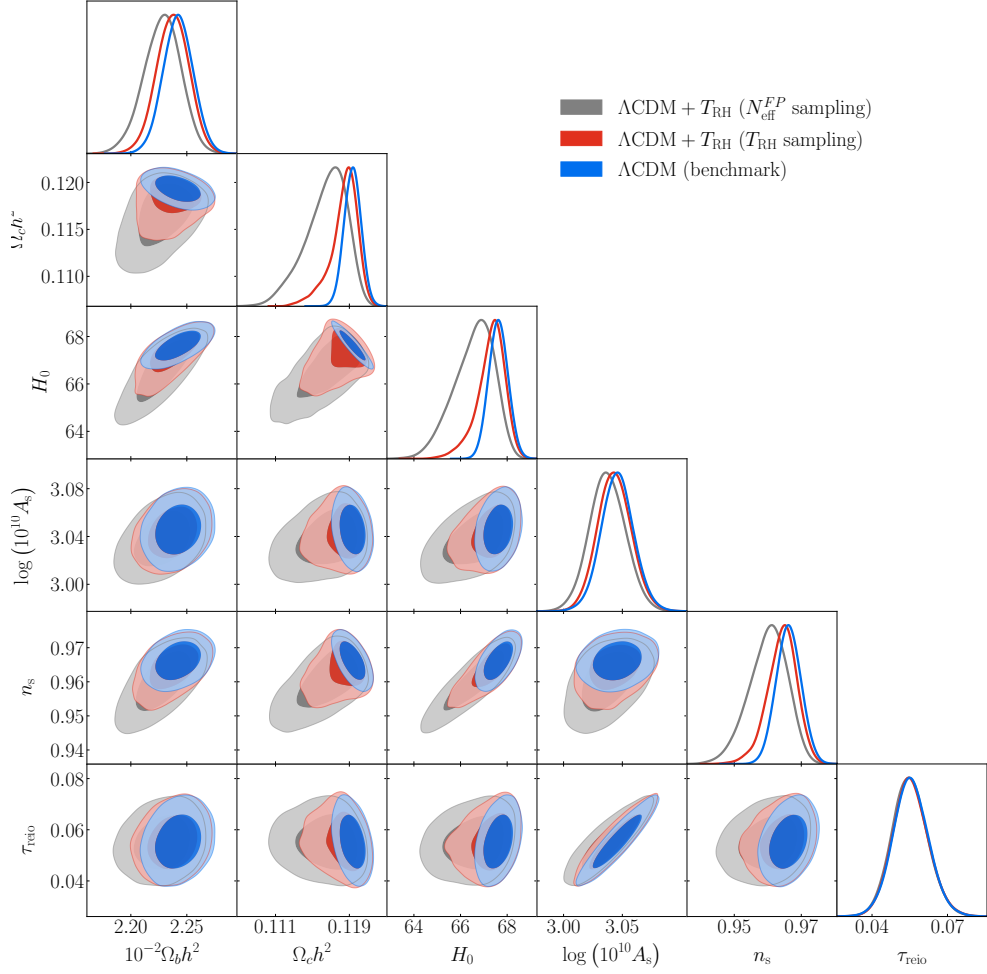 ΛCDM + T_RH (N_eff^FP sampling)
ΛCDM + T_RH (T_RH sampling)
ΛCDM (benchmark)
0.120
0.115
0.110
Ω_c h²
68
66
64
H_0
3.08
3.04
3.00
log (10^10 A_s)
0.97
0.96
0.95
0.94
n_s
0.08
0.06
0.04
τ_reio
2.20 2.25
0.111 0.119
64 66 68
3.00 3.05
0.95 0.97
0.04 0.07
10^-2 Ω_b h²
Ω_c h²
H_0
log (10^10 A_s)
n_s
τ_reio